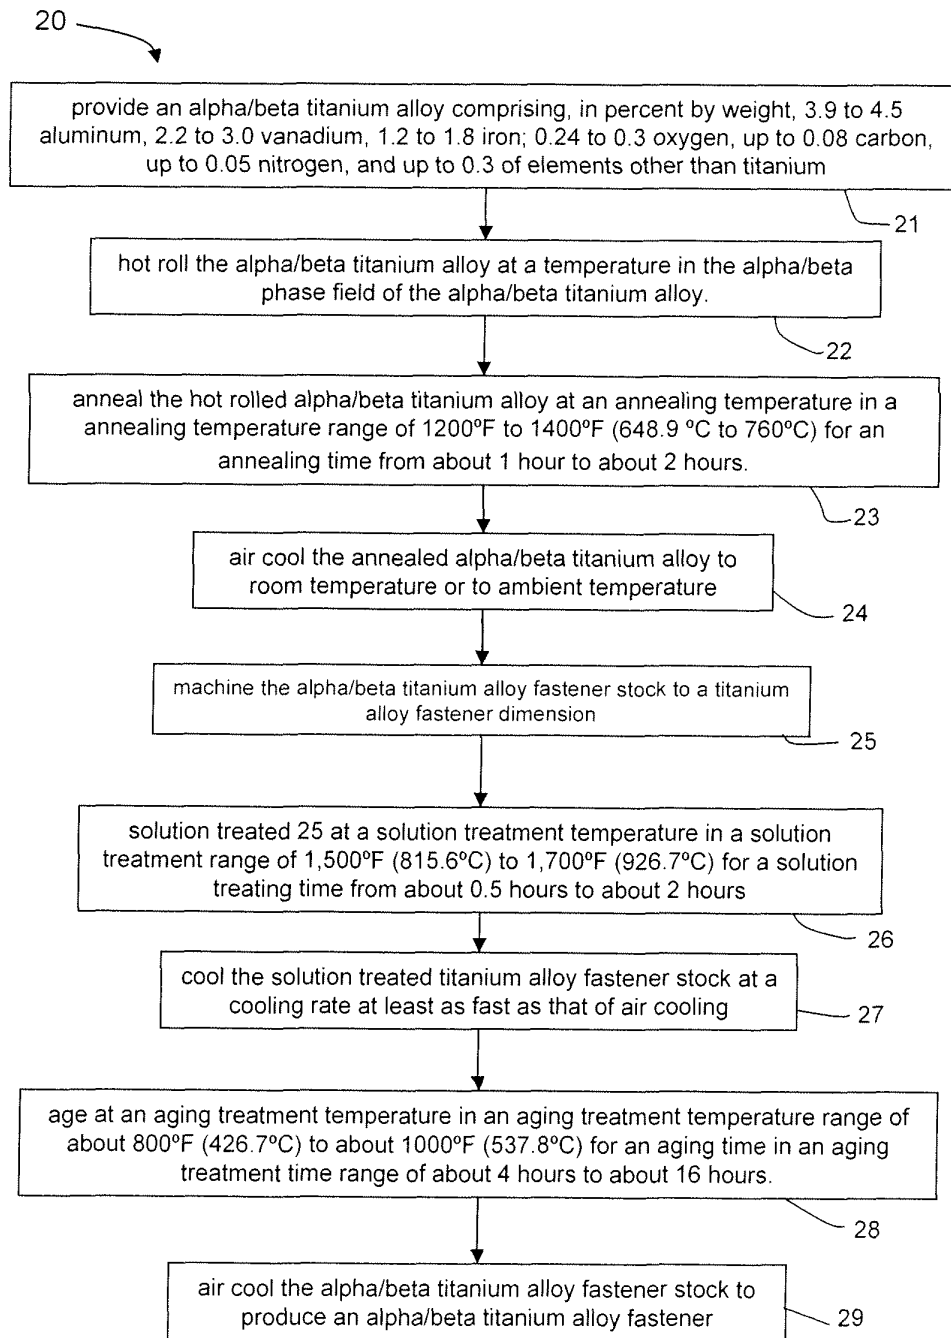 20
provide an alpha/beta titanium alloy comprising, in percent by weight, 3.9 to 4.5
aluminum, 2.2 to 3.0 vanadium, 1.2 to 1.8 iron; 0.24 to 0.3 oxygen, up to 0.08 carbon,
up to 0.05 nitrogen, and up to 0.3 of elements other than titanium
21
hot roll the alpha/beta titanium alloy at a temperature in the alpha/beta
phase field of the alpha/beta titanium alloy.
22
anneal the hot rolled alpha/beta titanium alloy at an annealing temperature in a
annealing temperature range of 1200ºF to 1400ºF (648.9 ºC to 760ºC) for an
annealing time from about 1 hour to about 2 hours.
23
air cool the annealed alpha/beta titanium alloy to
room temperature or to ambient temperature
24
machine the alpha/beta titanium alloy fastener stock to a titanium
alloy fastener dimension
25
solution treated 25 at a solution treatment temperature in a solution
treatment range of 1,500ºF (815.6ºC) to 1,700ºF (926.7ºC) for a solution
treating time from about 0.5 hours to about 2 hours
26
cool the solution treated titanium alloy fastener stock at a
cooling rate at least as fast as that of air cooling
27
age at an aging treatment temperature in an aging treatment temperature range of
about 800ºF (426.7ºC) to about 1000ºF (537.8ºC) for an aging time in an aging
treatment time range of about 4 hours to about 16 hours.
28
air cool the alpha/beta titanium alloy fastener stock to
produce an alpha/beta titanium alloy fastener
29